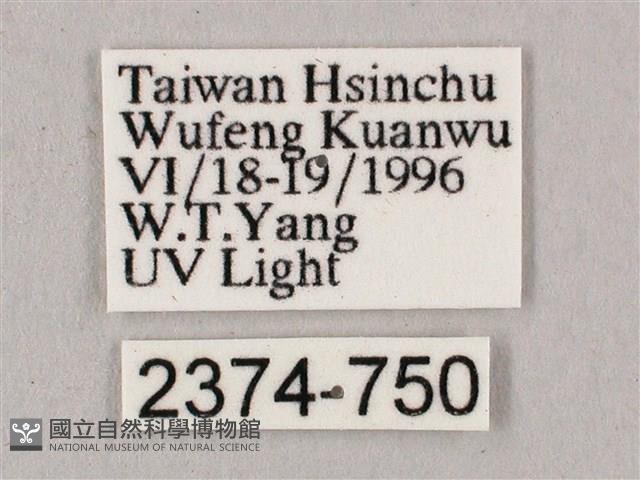 Taiwan Hsinchu
Wufeng Kuanwu
VI/18-19/1996
W.T.Yang
UV Light
2374-750
國立自然科學博物館
NATIONAL MUSEUM OF NATURAL SCIENCE